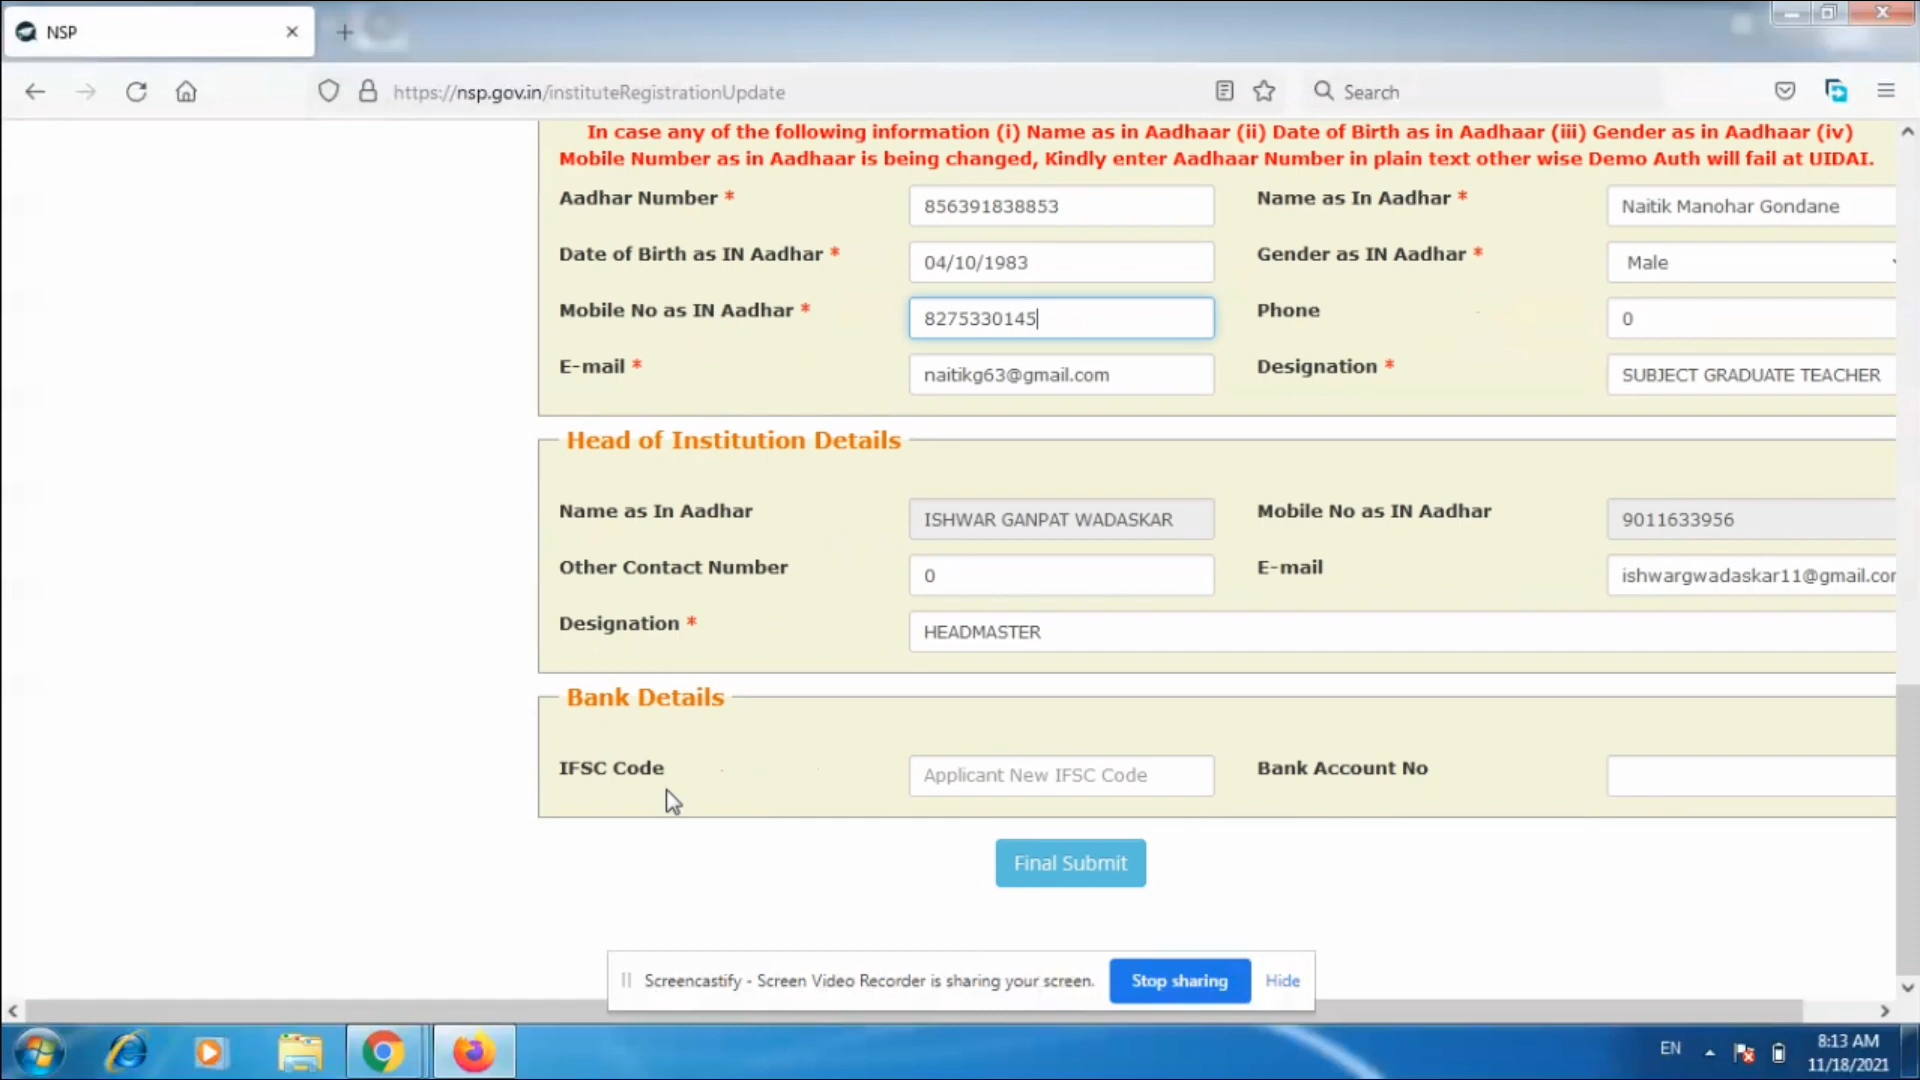 NSP
https://nsp.gov.in/instituteRegistrationUpdate
Search
In case any of the following information (i) Name as in Aadhaar (ii) Date of Birth as in Aadhaar (iii) Gender as in Aadhaar (iv)
Mobile Number as in Aadhaar is being changed, Kindly enter Aadhaar Number in plain text other wise Demo Auth will fail at UIDAI.
Aadhar Number * 856391838853 Name as In Aadhar * Naitik Manohar Gondane
Date of Birth as IN Aadhar * 04/10/1983 Gender as IN Aadhar * Male
Mobile No as IN Aadhar * 8275330145 Phone 0
E-mail * naitikg63@gmail.com Designation * SUBJECT GRADUATE TEACHER
Head of Institution Details
Name as In Aadhar ISHWAR GANPAT WADASKAR Mobile No as IN Aadhar 9011633956
Other Contact Number 0 E-mail ishwargwadaskar11@gmail.cor
Designation * HEADMASTER
Bank Details
IFSC Code Applicant New IFSC Code Bank Account No
Final Submit
Screencastify - Screen Video Recorder is sharing your screen. Stop sharing Hide
EN 8:13 AM
11/18/2021